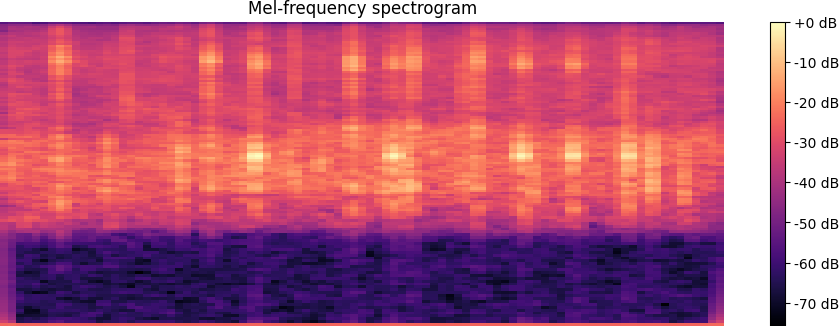 Mel-frequency spectrogram
+0 dB
-10 dB
-20 dB
-30 dB
-40 dB
-50 dB
-60 dB
-70 dB